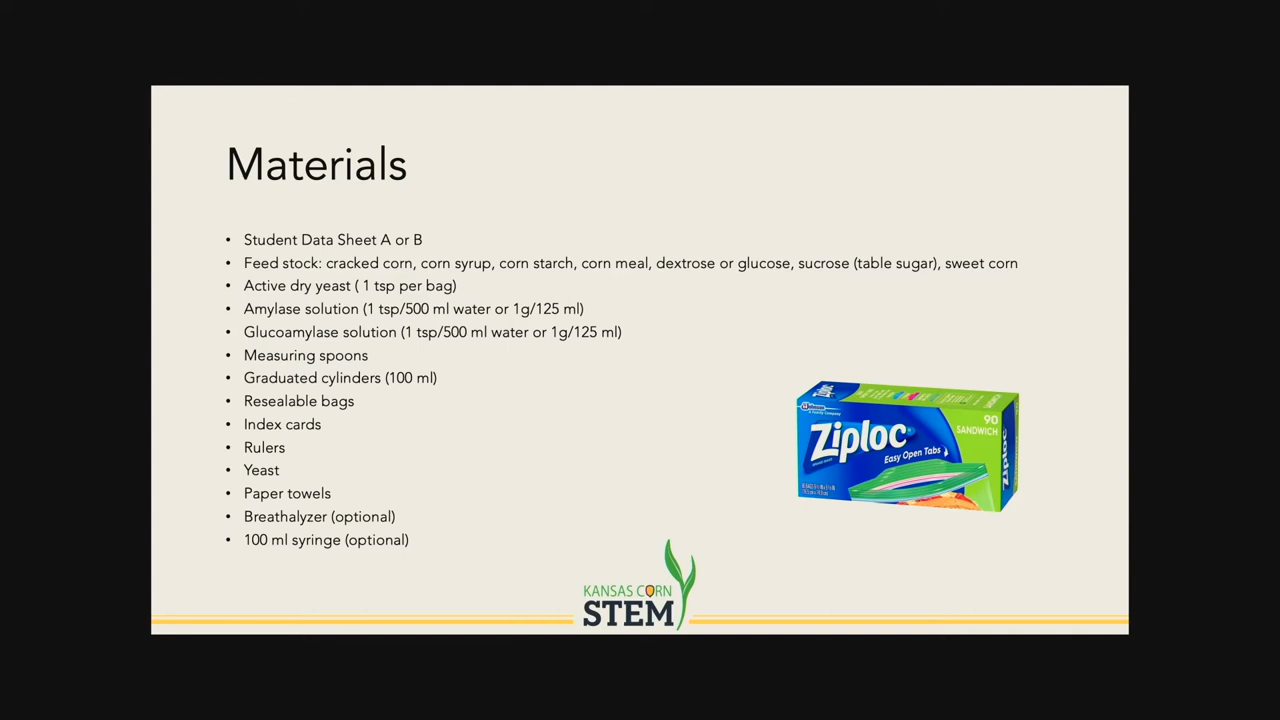 Materials
• Student Data Sheet A or B
• Feed stock: cracked corn, corn syrup, corn starch, corn meal, dextrose or glucose, sucrose (table sugar), sweet corn
• Active dry yeast ( 1 tsp per bag)
• Amylase solution (1 tsp/500 ml water or 1g/125 ml)
• Glucoamylase solution (1 tsp/500 ml water or 1g/125 ml)
• Measuring spoons
• Graduated cylinders (100 ml)
• Resealable bags
• Index cards
• Rulers
• Yeast
• Paper towels
• Breathalyzer (optional)
• 100 ml syringe (optional)
Ziploc
Easy Open Tabs
90
SANDWICH
Ziploc
KANSAS CORN
STEM